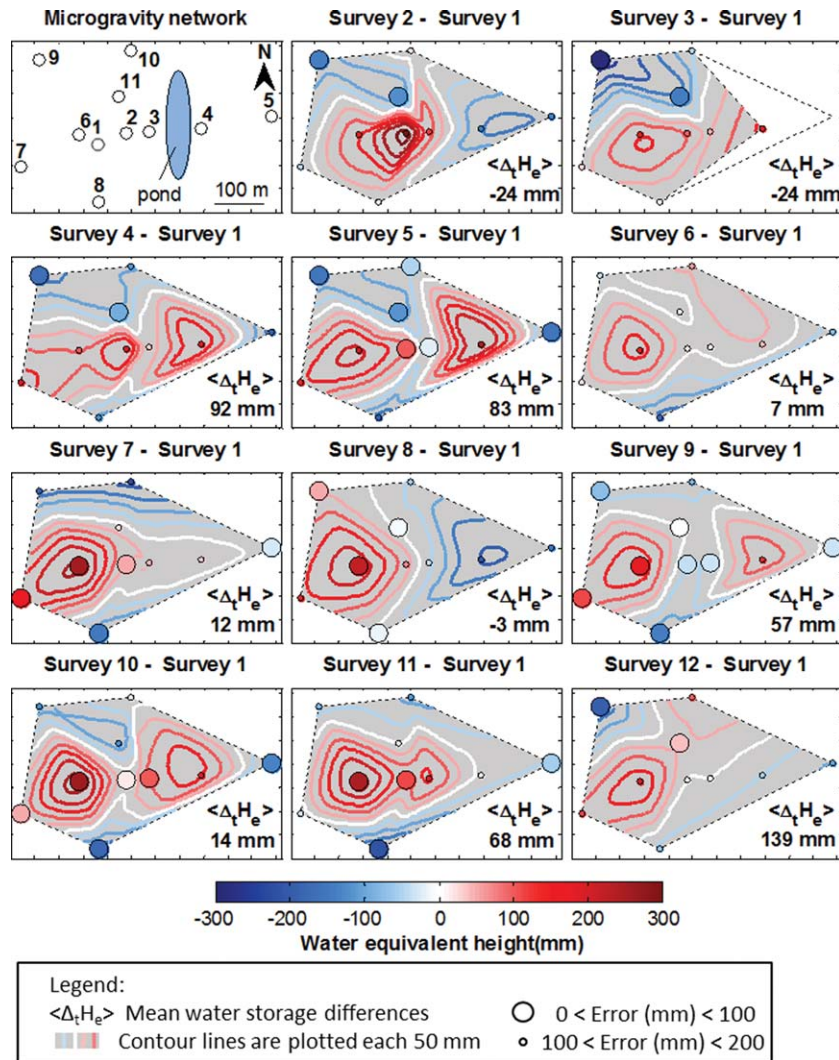 Microgravity network
Survey 2 - Survey 1
Survey 3 - Survey 1
9
10
N
11
5
6
1
2
3
4
7
8
pond
100 m
<ΔtHe>
-24 mm
<ΔtHe>
-24 mm
Survey 4 - Survey 1
Survey 5 - Survey 1
Survey 6 - Survey 1
<ΔtHe>
92 mm
<ΔtHe>
83 mm
<ΔtHe>
7 mm
Survey 7 - Survey 1
Survey 8 - Survey 1
Survey 9 - Survey 1
<ΔtHe>
12 mm
<ΔtHe>
-3 mm
<ΔtHe>
57 mm
Survey 10 - Survey 1
Survey 11 - Survey 1
Survey 12 - Survey 1
<ΔtHe>
14 mm
<ΔtHe>
68 mm
<ΔtHe>
139 mm
-300 -200 -100 0 100 200 300
Water equivalent height(mm)
Legend:
<ΔtHe> Mean water storage differences
0 < Error (mm) < 100
Contour lines are plotted each 50 mm
100 < Error (mm) < 200